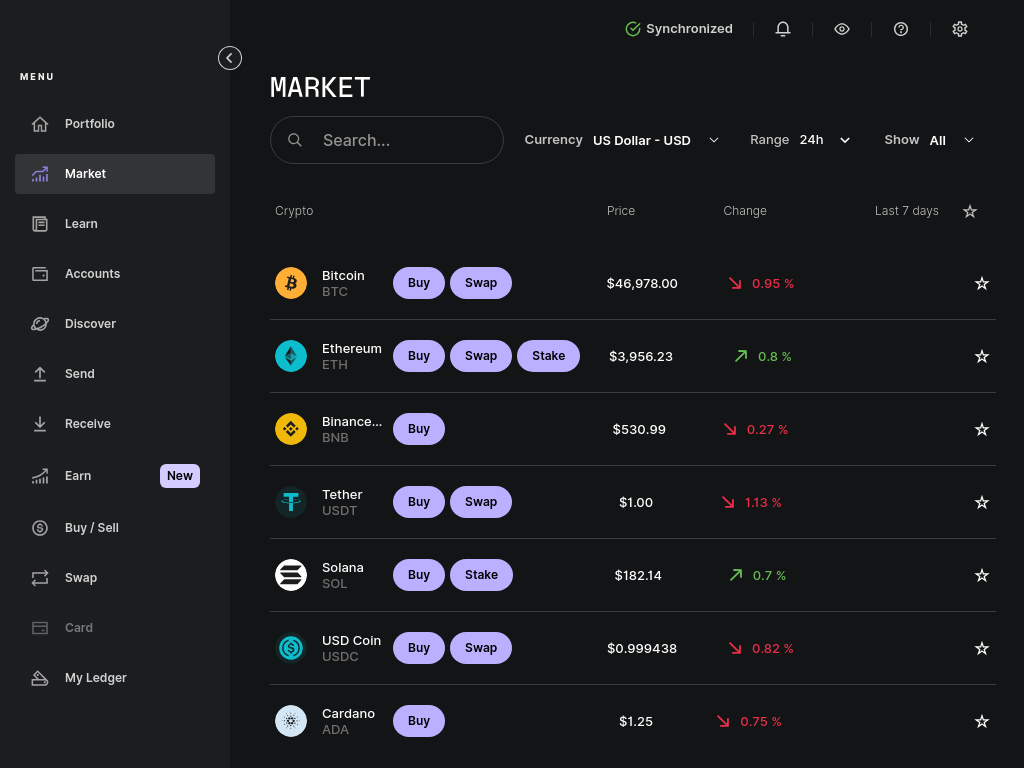 Synchronized
MENU
MARKET
Portfolio
Market
Learn
Accounts
Discover
Send
Receive
Earn New
Buy / Sell
Swap
Card
My Ledger
Search...
Currency US Dollar - USD
Range 24h
Show All
Crypto Price Change Last 7 days
Bitcoin
BTC
Buy Swap $46,978.00 0.95 %
Ethereum
ETH
Buy Swap Stake $3,956.23 0.8 %
Binance...
BNB
Buy $530.99 0.27 %
Tether
USDT
Buy Swap $1.00 1.13 %
Solana
SOL
Buy Stake $182.14 0.7 %
USD Coin
USDC
Buy Swap $0.999438 0.82 %
Cardano
ADA
Buy $1.25 0.75 %